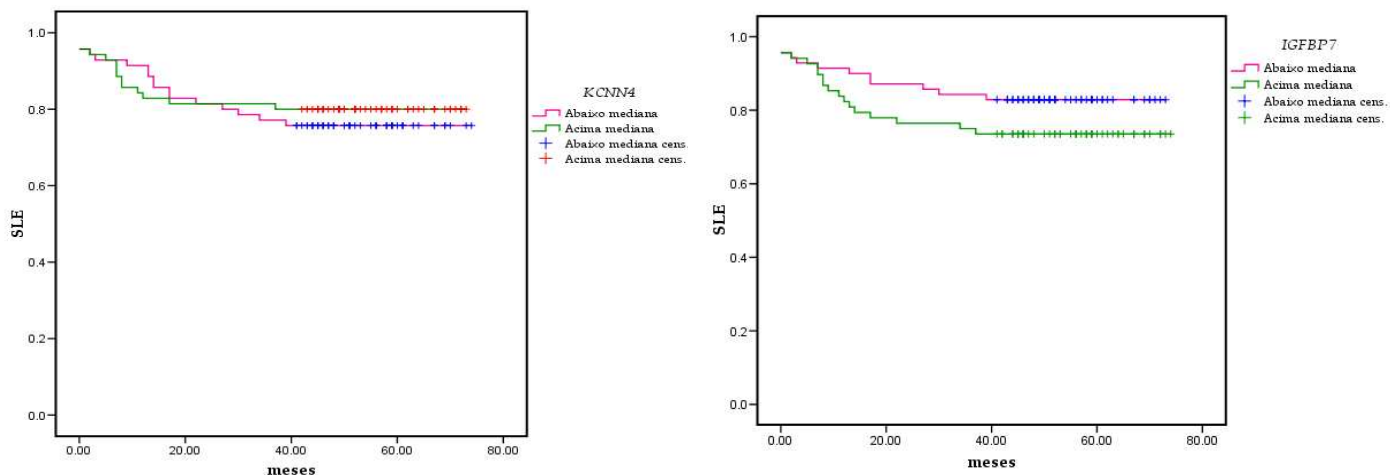 1.0
0.8
0.6
0.4
0.2
0.0
SLE
0.00
20.00
40.00
60.00
80.00
meses
KCNN4
Abaixo mediana
Acima mediana
Abaixo mediana cens.
Acima mediana cens.
1.0
0.8
0.6
0.4
0.2
0.0
SLE
0.00
20.00
40.00
60.00
80.00
meses
IGFBP7
Abaixo mediana
Acima mediana
Abaixo mediana cens.
Acima mediana cens.